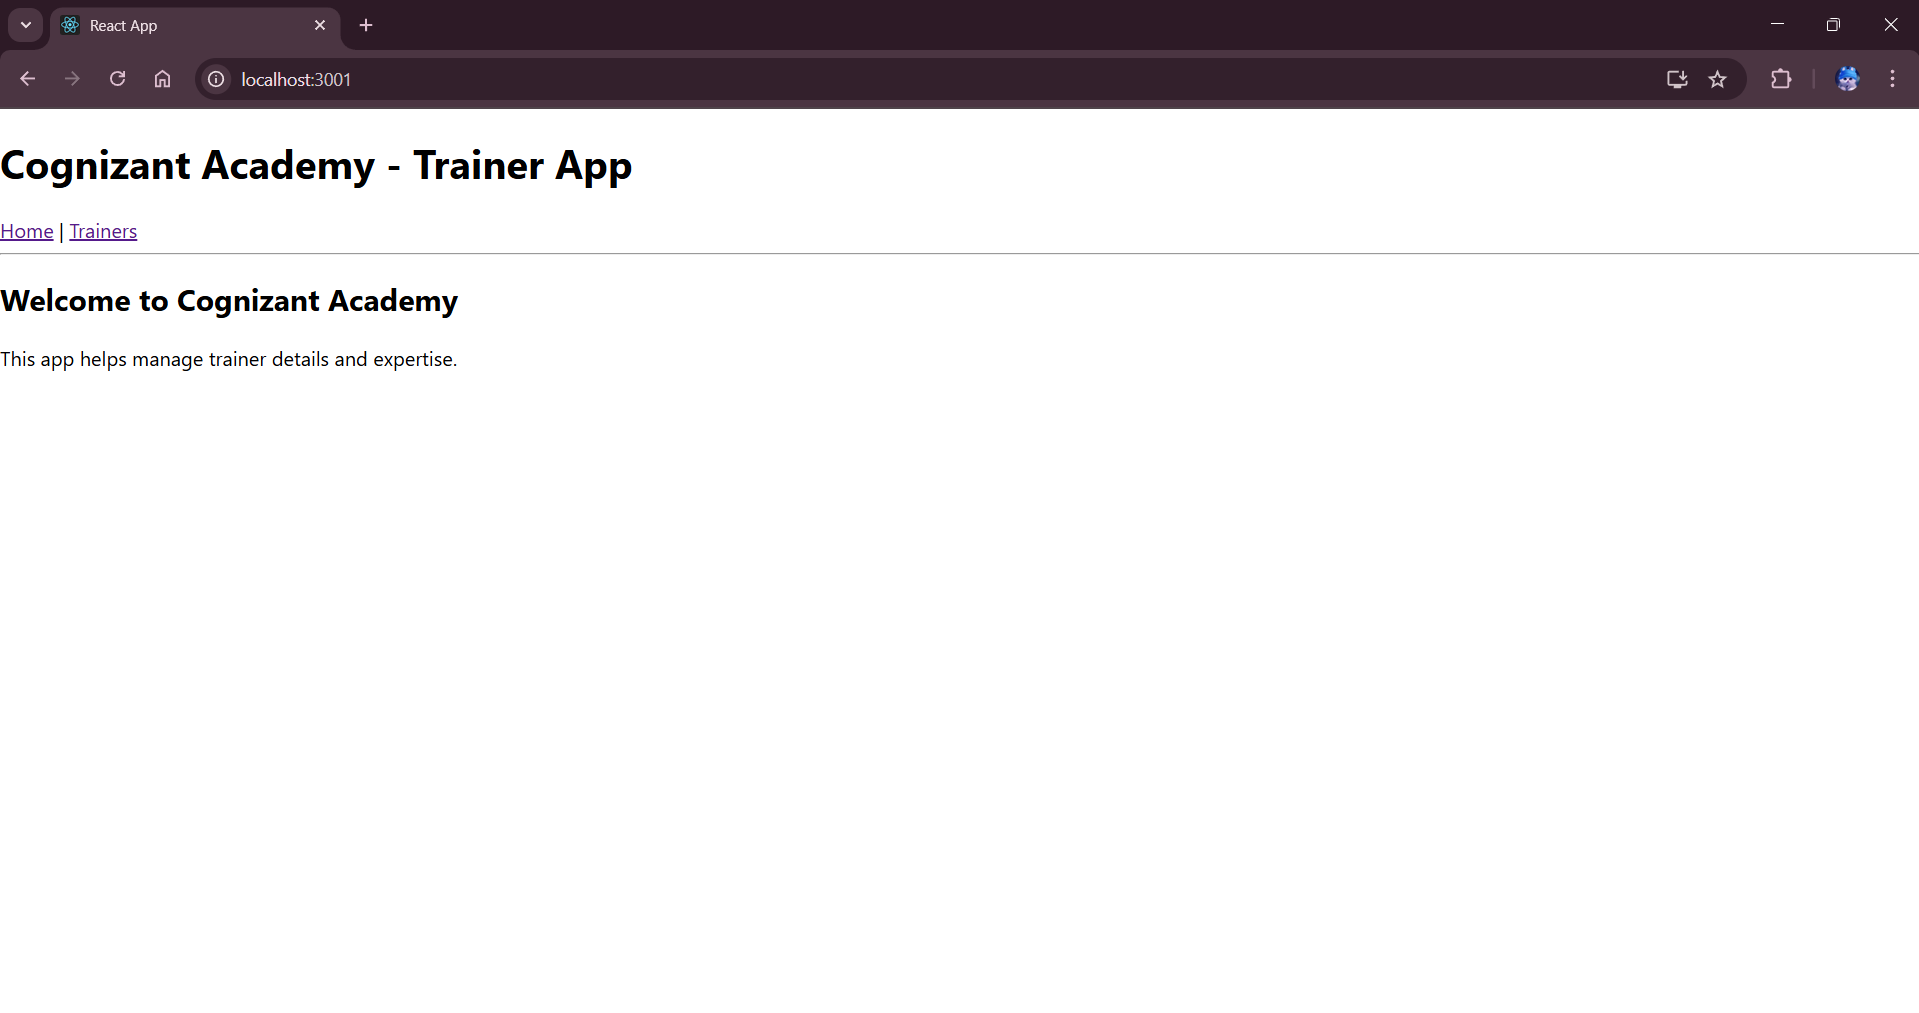 React App
localhost:3001
Cognizant Academy - Trainer App
Home | Trainers
Welcome to Cognizant Academy
This app helps manage trainer details and expertise.